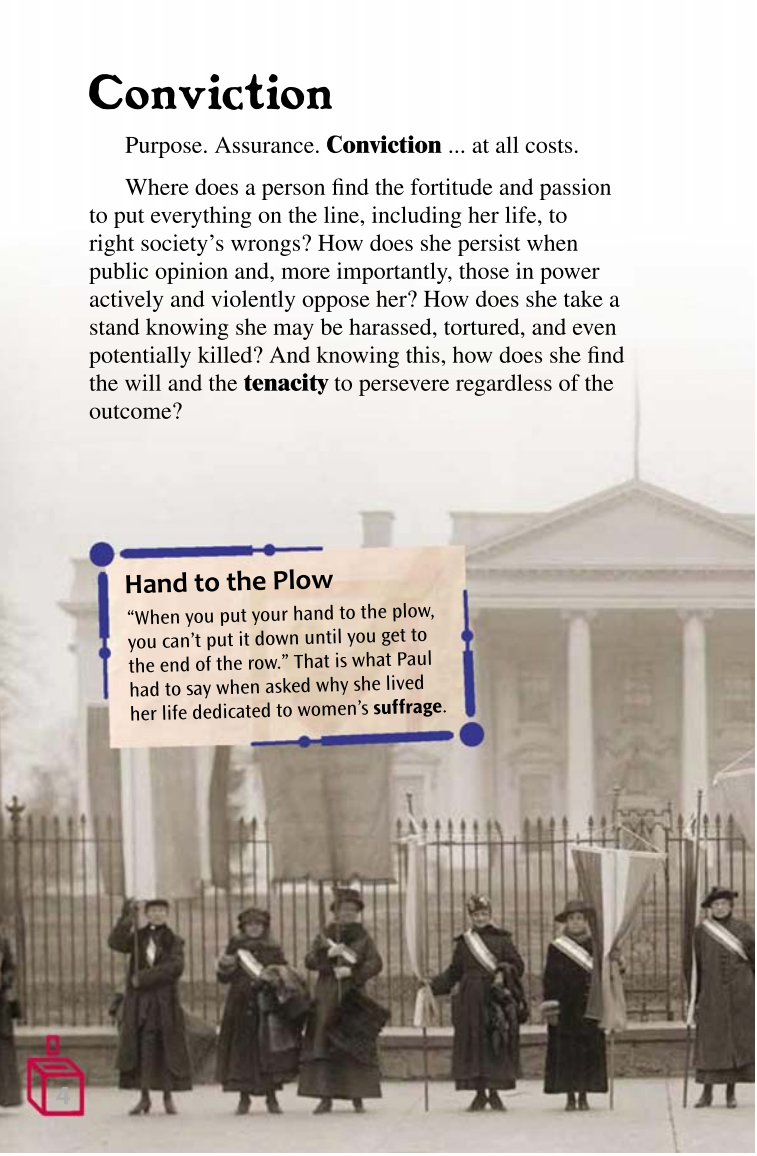 Conviction
Purpose. Assurance. Conviction ... at all costs.
Where does a person find the fortitude and passion
to put everything on the line, including her life, to
right society’s wrongs? How does she persist when
public opinion and, more importantly, those in power
actively and violently oppose her? How does she take a
stand knowing she may be harassed, tortured, and even
potentially killed? And knowing this, how does she find
the will and the tenacity to persevere regardless of the
outcome?
Hand to the Plow
“When you put your hand to the plow,
you can’t put it down until you get to
the end of the row.” That is what Paul
had to say when asked why she lived
her life dedicated to women’s suffrage.
4